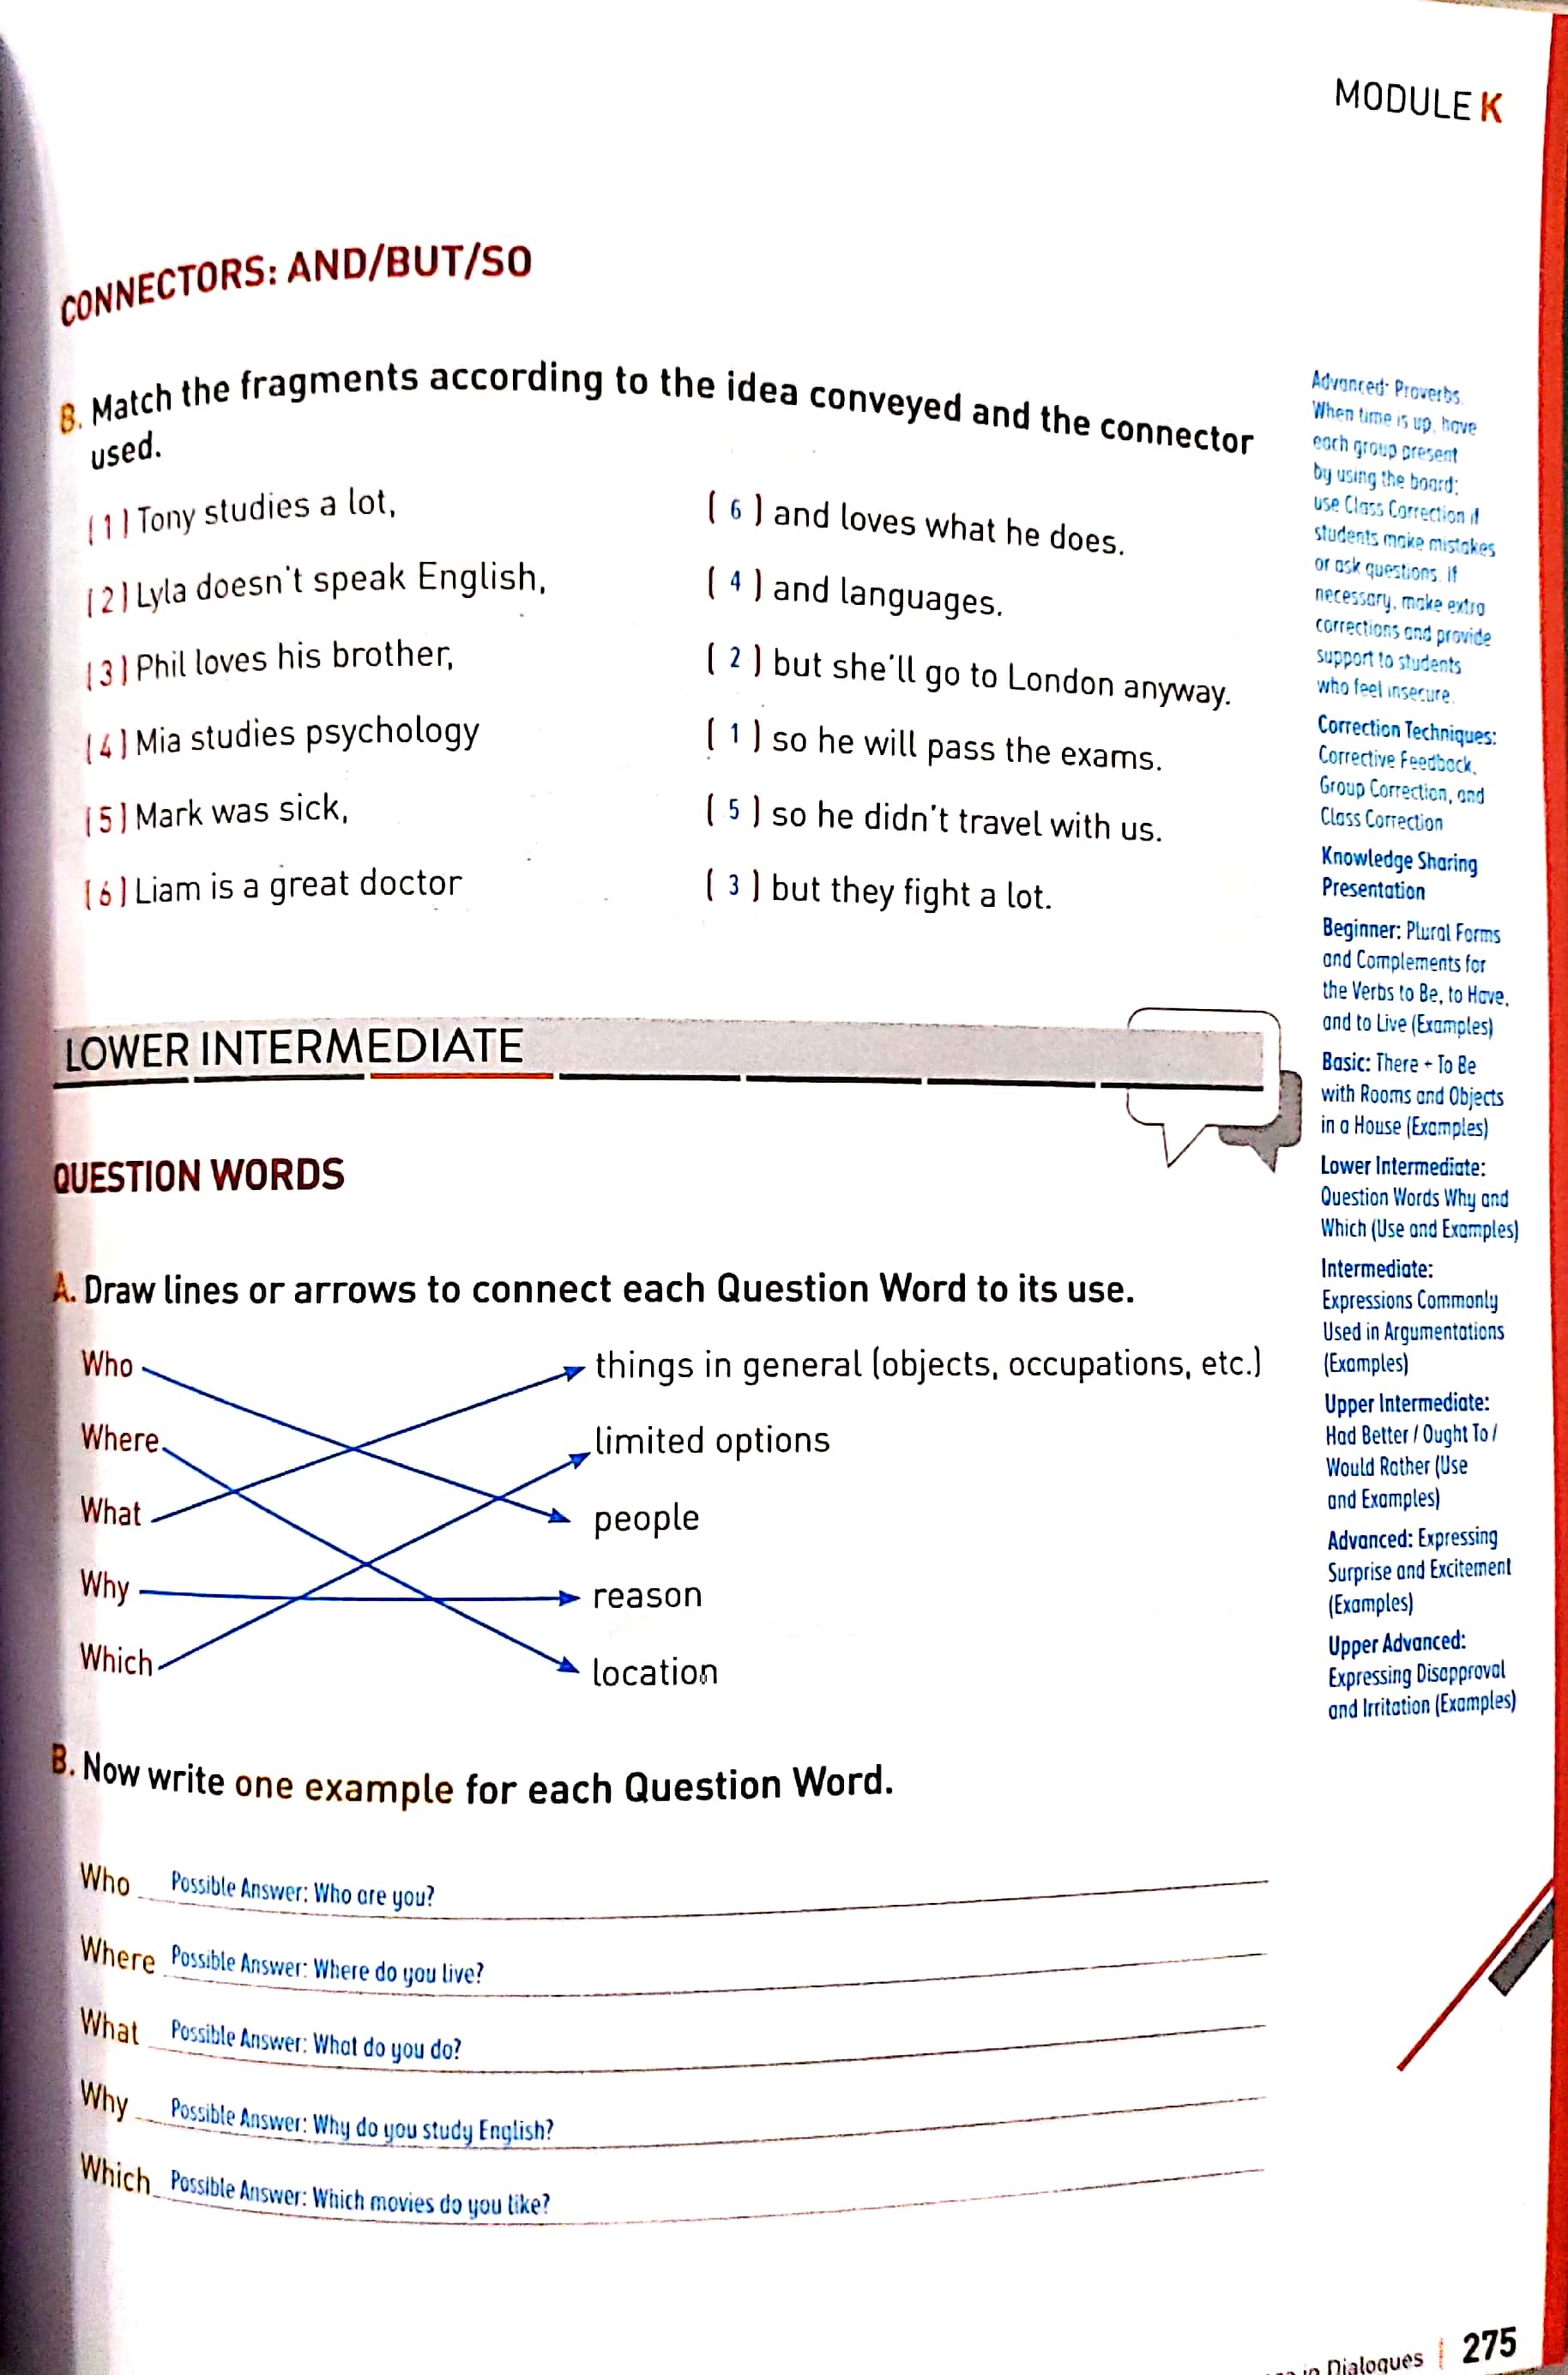 MODULE K
CONNECTORS: AND/BUT/SO
B. Match the fragments according to the idea conveyed and the connector
used.
(1) Tony studies a lot,
(2) Lyla doesn't speak English,
(3) Phil loves his brother,
(4) Mia studies psychology
(5) Mark was sick,
(6) Liam is a great doctor
( 6 ) and loves what he does.
( 4 ) and languages.
( 2 ) but she'll go to London anyway.
( 1 ) so he will pass the exams.
( 5 ) so he didn't travel with us.
( 3 ) but they fight a lot.
LOWER INTERMEDIATE
QUESTION WORDS
A. Draw lines or arrows to connect each Question Word to its use.
Who
Where
What
Why
Which
things in general (objects, occupations, etc.)
limited options
people
reason
location
B. Now write one example for each Question Word.
Who Possible Answer: Who are you?
Where Possible Answer: Where do you live?
What Possible Answer: What do you do?
Why Possible Answer: Why do you study English?
Which Possible Answer: Which movies do you like?
Advanced: Proverbs.
When time is up, have
each group present
by using the board;
use Class Correction if
students make mistakes
or ask questions. If
necessary, make extra
corrections and provide
support to students
who feel insecure.
Correction Techniques:
Corrective Feedback,
Group Correction, and
Class Correction
Knowledge Sharing
Presentation
Beginner: Plural Forms
and Complements for
the Verbs to Be, to Have,
and to Live (Examples)
Basic: There + To Be
with Rooms and Objects
in a House (Examples)
Lower Intermediate:
Question Words Why and
Which (Use and Examples)
Intermediate:
Expressions Commonly
Used in Argumentations
(Examples)
Upper Intermediate:
Had Better / Ought To /
Would Rather (Use
and Examples)
Advanced: Expressing
Surprise and Excitement
(Examples)
Upper Advanced:
Expressing Disapproval
and Irritation (Examples)
in Dialogues | 275